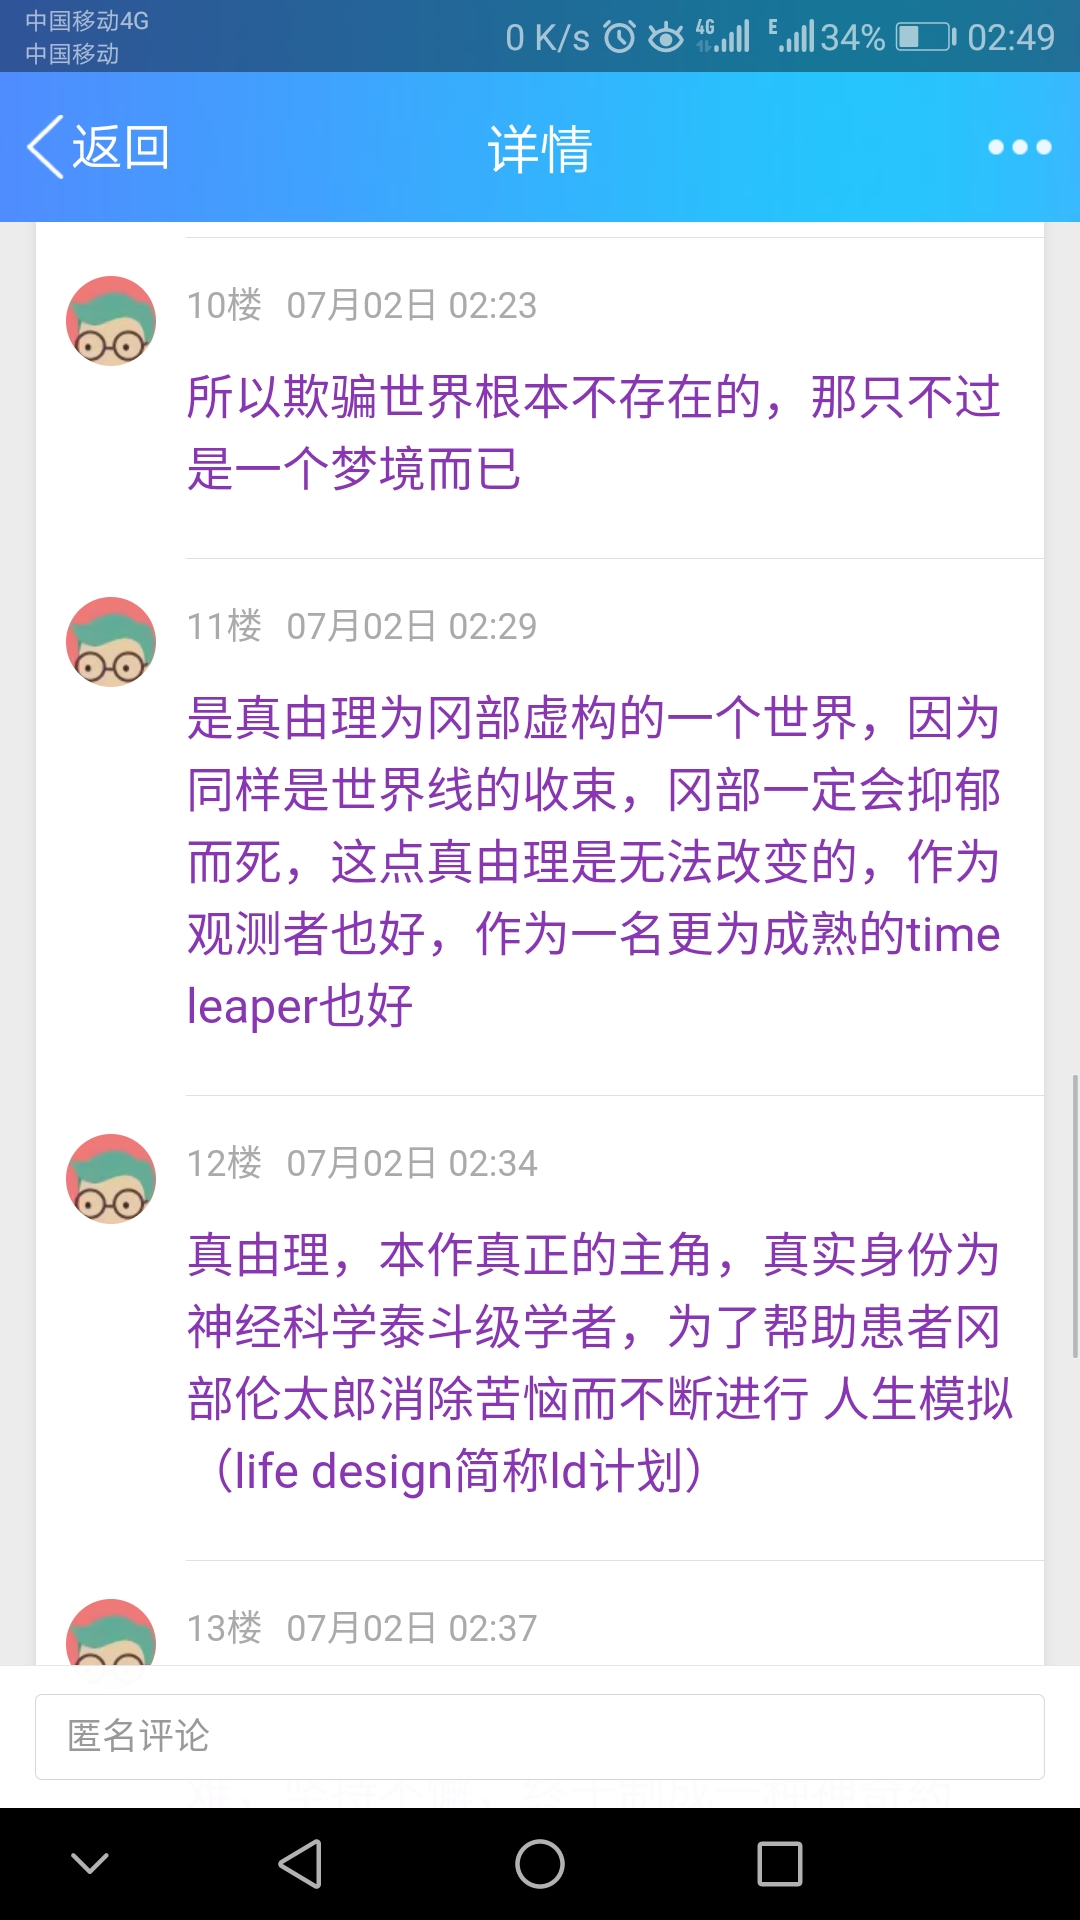 中国移动4G
中国移动
0 K/s 4G E 34% 02:49
返回 详情
10楼 07月02日 02:23
所以欺骗世界根本不存在的，那只不过
是一个梦境而已
11楼 07月02日 02:29
是真由理为冈部虚构的一个世界，因为
同样是世界线的收束，冈部一定会抑郁
而死，这点真由理是无法改变的，作为
观测者也好，作为一名更为成熟的time
leaper也好
12楼 07月02日 02:34
真由理，本作真正的主角，真实身份为
神经科学泰斗级学者，为了帮助患者冈
部伦太郎消除苦恼而不断进行 人生模拟
（life design简称ld计划）
13楼 07月02日 02:37
匿名评论